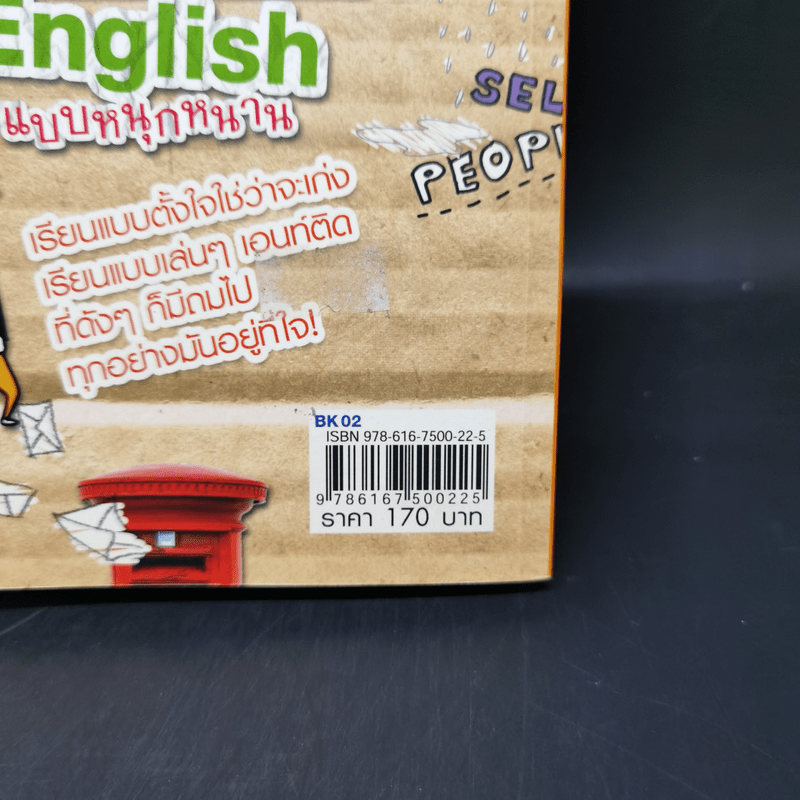 English
แบบหนุกหนาน
SEL
PEOP
เรียนแบบตั้งใจใช่ว่าจะเก่ง
เรียนแบบเล่นๆ เอนท์ติด
ที่ดังๆ ก็มีถมไป
ทุกอย่างมันอยู่ที่ใจ!
BK 02
ISBN 978-616-7500-22-5
9 786167 500225
ราคา 170 บาท